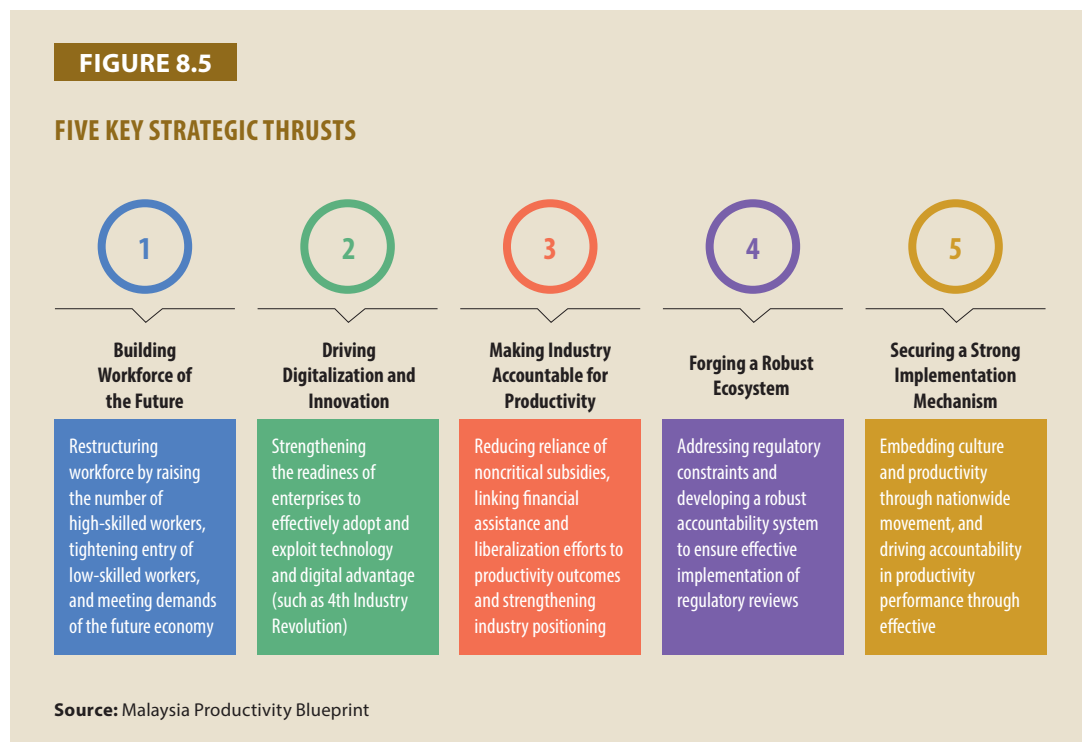 FIGURE 8.5
FIVE KEY STRATEGIC THRUSTS
1
Building
Workforce of
the Future
Restructuring
workforce by raising
the number of
high-skilled workers,
tightening entry of
low-skilled workers,
and meeting demands
of the future economy
2
Driving
Digitalization and
Innovation
Strengthening
the readiness of
enterprises to
effectively adopt and
exploit technology
and digital advantage
(such as 4th Industry
Revolution)
3
Making Industry
Accountable for
Productivity
Reducing reliance of
noncritical subsidies,
linking financial
assistance and
liberalization efforts to
productivity outcomes
and strengthening
industry positioning
4
Forging a Robust
Ecosystem
Addressing regulatory
constraints and
developing a robust
accountability system
to ensure effective
implementation of
regulatory reviews
5
Securing a Strong
Implementation
Mechanism
Embedding culture
and productivity
through nationwide
movement, and
driving accountability
in productivity
performance through
effective
Source: Malaysia Productivity Blueprint